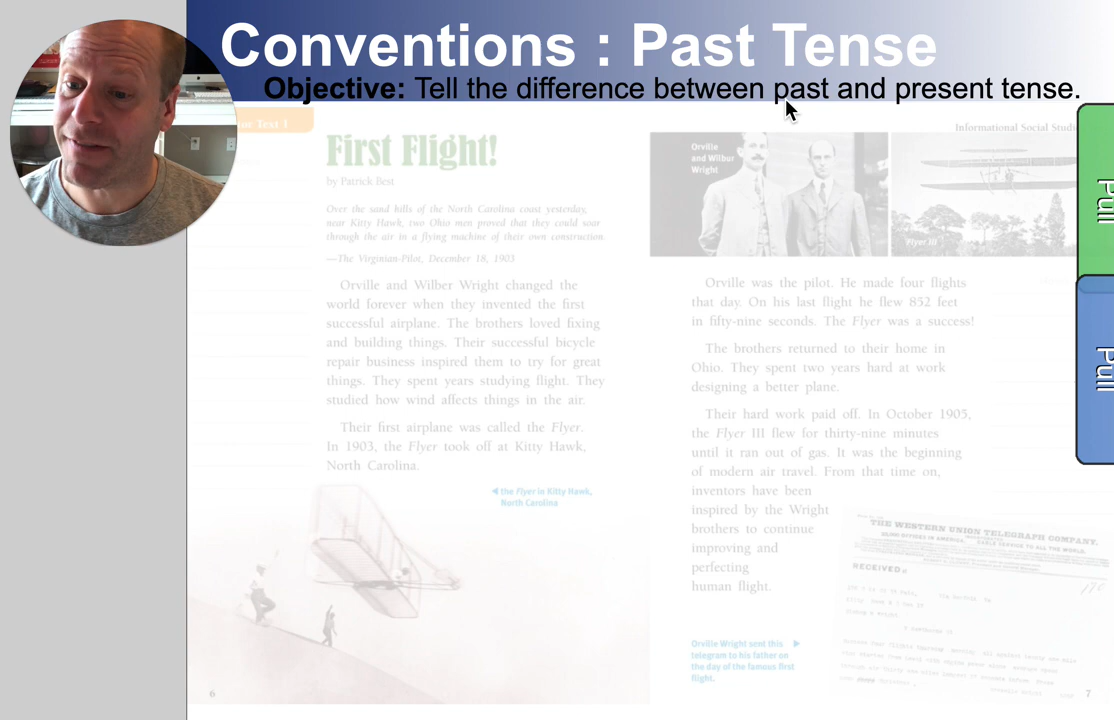 Conventions : Past Tense
Objective: Tell the difference between past and present tense.
Text 1
First Flight!
by Patrick Best
Over the sand hills of the North Carolina coast yesterday,
near Kitty Hawk, two Ohio men proved that they could soar
through the air in a flying machine of their own construction.
—The Virginian-Pilot, December 18, 1903
Orville and Wilber Wright changed the
world forever when they invented the first
successful airplane. The brothers loved fixing
and building things. Their successful bicycle
repair business inspired them to try for great
things. They spent years studying flight. They
studied how wind affects things in the air.
Their first airplane was called the Flyer.
In 1903, the Flyer took off at Kitty Hawk,
North Carolina.
◀ the Flyer in Kitty Hawk,
North Carolina
6
Informational Social Studi
Orville
and Wilbur
Wright
Flyer III
Orville was the pilot. He made four flights
that day. On his last flight he flew 852 feet
in fifty-nine seconds. The Flyer was a success!
The brothers returned to their home in
Ohio. They spent two years hard at work
designing a better plane.
Their hard work paid off. In October 1905,
the Flyer III flew for thirty-nine minutes
until it ran out of gas. It was the beginning
of modern air travel. From that time on,
inventors have been
inspired by the Wright
brothers to continue
improving and
perfecting
human flight.
Orville Wright sent this ▶
telegram to his father on
the day of the famous first
flight.
THE WESTERN UNION TELEGRAPH COMPANY.
CABLE SERVICE TO ALL THE WORLD.
RECEIVED
7
Pull
Pull